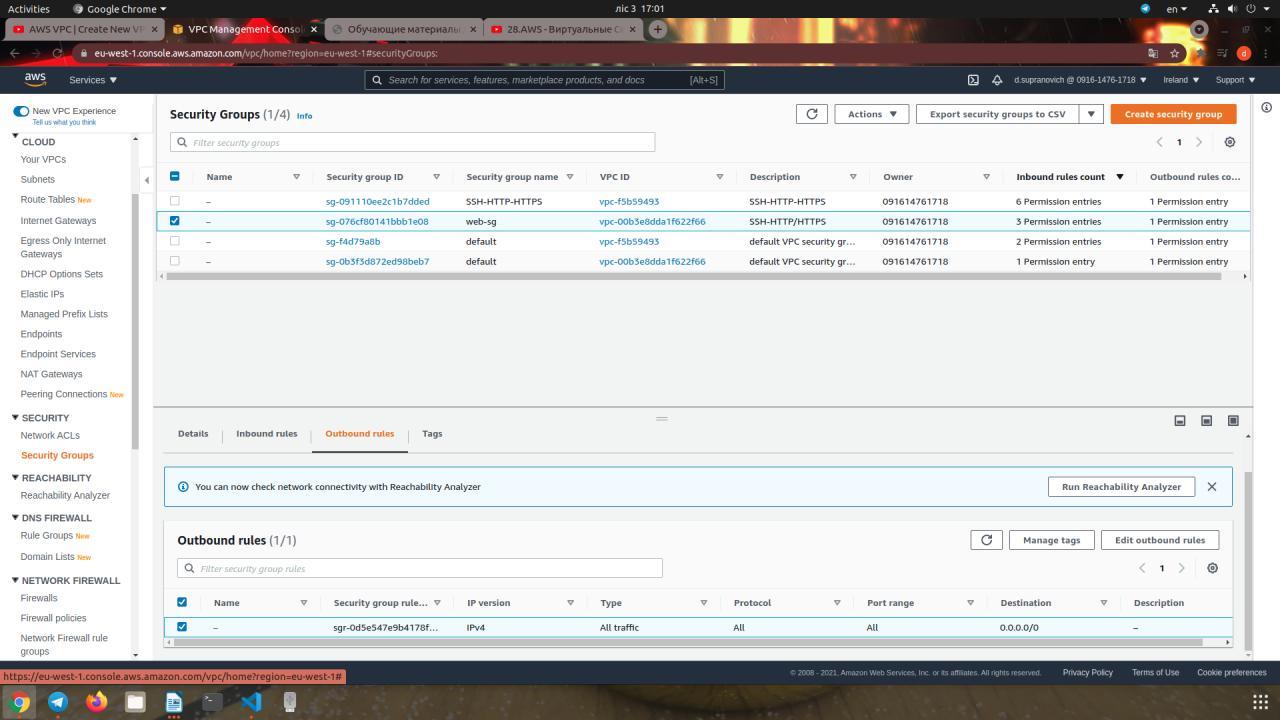 Activities
Google Chrome
ліс 3 17:01
en
AWS VPC | Create New VP
VPC Management Conso
Обучающие материалы
28.AWS - Виртуальные С
eu-west-1.console.aws.amazon.com/vpc/home?region=eu-west-1#securityGroups:
d
aws
Services
Search for services, features, marketplace products, and docs
[Alt+S]
d.supranovich @ 0916-1476-1718
Ireland
Support
New VPC Experience
Tell us what you think
CLOUD
Your VPCs
Subnets
Route Tables New
Internet Gateways
Egress Only Internet
Gateways
DHCP Options Sets
Elastic IPs
Managed Prefix Lists
Endpoints
Endpoint Services
NAT Gateways
Peering Connections New
SECURITY
Network ACLs
Security Groups
REACHABILITY
Reachability Analyzer
DNS FIREWALL
Rule Groups New
Domain Lists New
NETWORK FIREWALL
Firewalls
Firewall policies
Network Firewall rule
groups
Security Groups (1/4) Info
Actions
Export security groups to CSV
Create security group
Filter security groups
1
Name Security group ID Security group name VPC ID Description Owner Inbound rules count Outbound rules co...
– sg-091110ee2c1b7dded SSH-HTTP-HTTPS vpc-f5b59493 SSH-HTTP-HTTPS 091614761718 6 Permission entries 1 Permission entry
– sg-076cf80141bbb1e08 web-sg vpc-00b3e8dda1f622f66 SSH-HTTP/HTTPS 091614761718 3 Permission entries 1 Permission entry
– sg-f4d79a8b default vpc-f5b59493 default VPC security gr... 091614761718 2 Permission entries 1 Permission entry
– sg-0b3f3d872ed98beb7 default vpc-00b3e8dda1f622f66 default VPC security gr... 091614761718 1 Permission entry 1 Permission entry
Details
Inbound rules
Outbound rules
Tags
You can now check network connectivity with Reachability Analyzer
Run Reachability Analyzer
Outbound rules (1/1)
Manage tags
Edit outbound rules
Filter security group rules
1
Name Security group rule... IP version Type Protocol Port range Destination Description
– sgr-0d5e547e9b4178f... IPv4 All traffic All All 0.0.0.0/0 –
© 2008 - 2021, Amazon Web Services, Inc. or its affiliates. All rights reserved.
Privacy Policy
Terms of Use
Cookie preferences
https://eu-west-1.console.aws.amazon.com/vpc/home?region=eu-west-1#